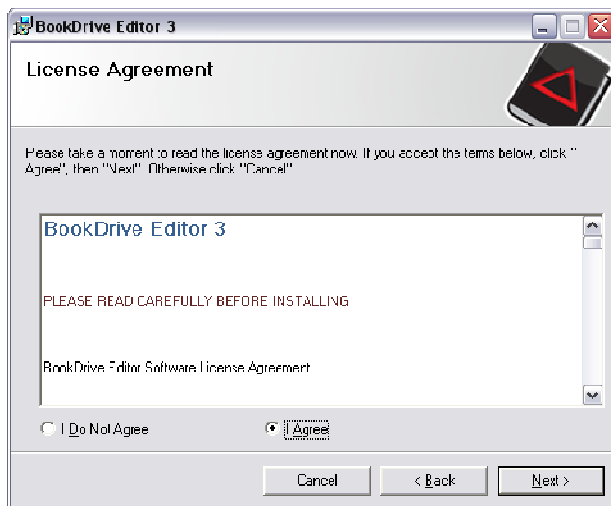 BookDrive Editor 3
License Agreement
Please take a moment to read the license agreement now. If you accept the terms below, click "I
Agree", then "Next". Otherwise click "Cancel".
BookDrive Editor 3
PLEASE READ CAREFULLY BEFORE INSTALLING
BookDrive Editor Software License Agreement
I Do Not Agree
I Agree
Cancel
< Back
Next >